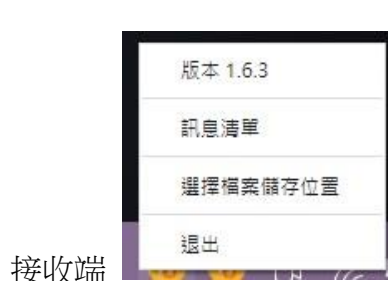 版本 1.6.3
訊息清單
選擇檔案儲存位置
退出
接收端